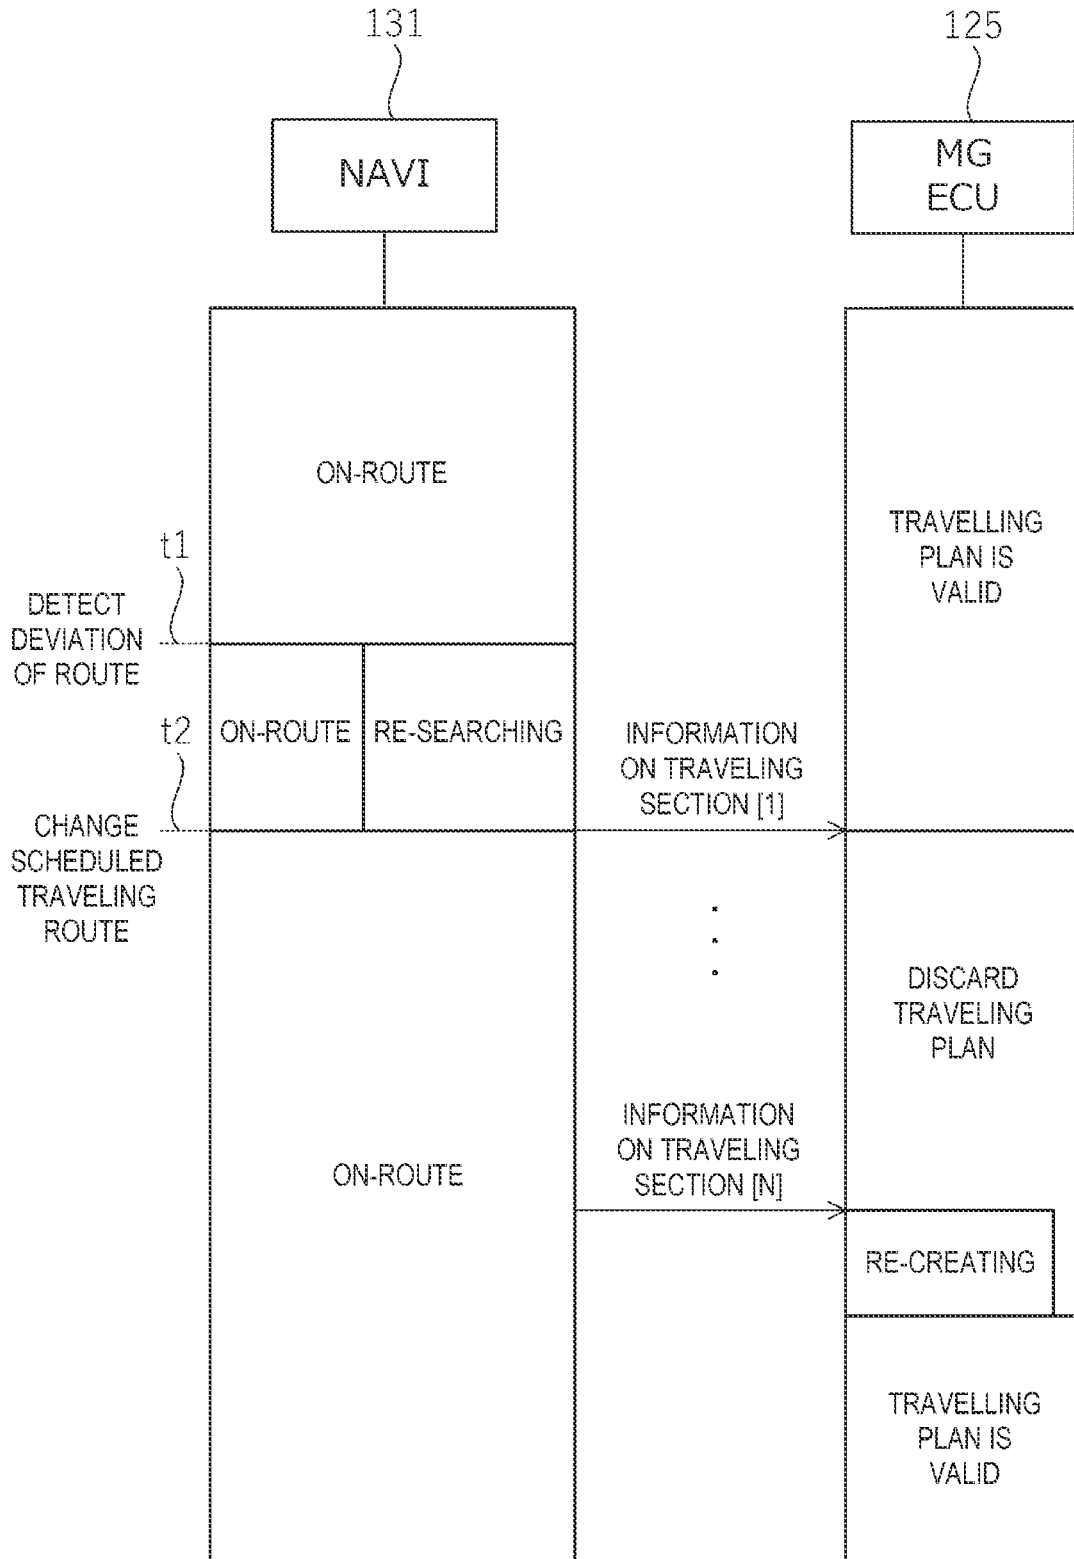 131
125
NAVI
MG
ECU
ON-ROUTE
TRAVELLING
PLAN IS
VALID
t1
DETECT
DEVIATION
OF ROUTE
ON-ROUTE
RE-SEARCHING
t2
CHANGE
SCHEDULED
TRAVELING
ROUTE
INFORMATION
ON TRAVELING
SECTION [1]
DISCARD
TRAVELING
PLAN
ON-ROUTE
INFORMATION
ON TRAVELING
SECTION [N]
RE-CREATING
TRAVELLING
PLAN IS
VALID